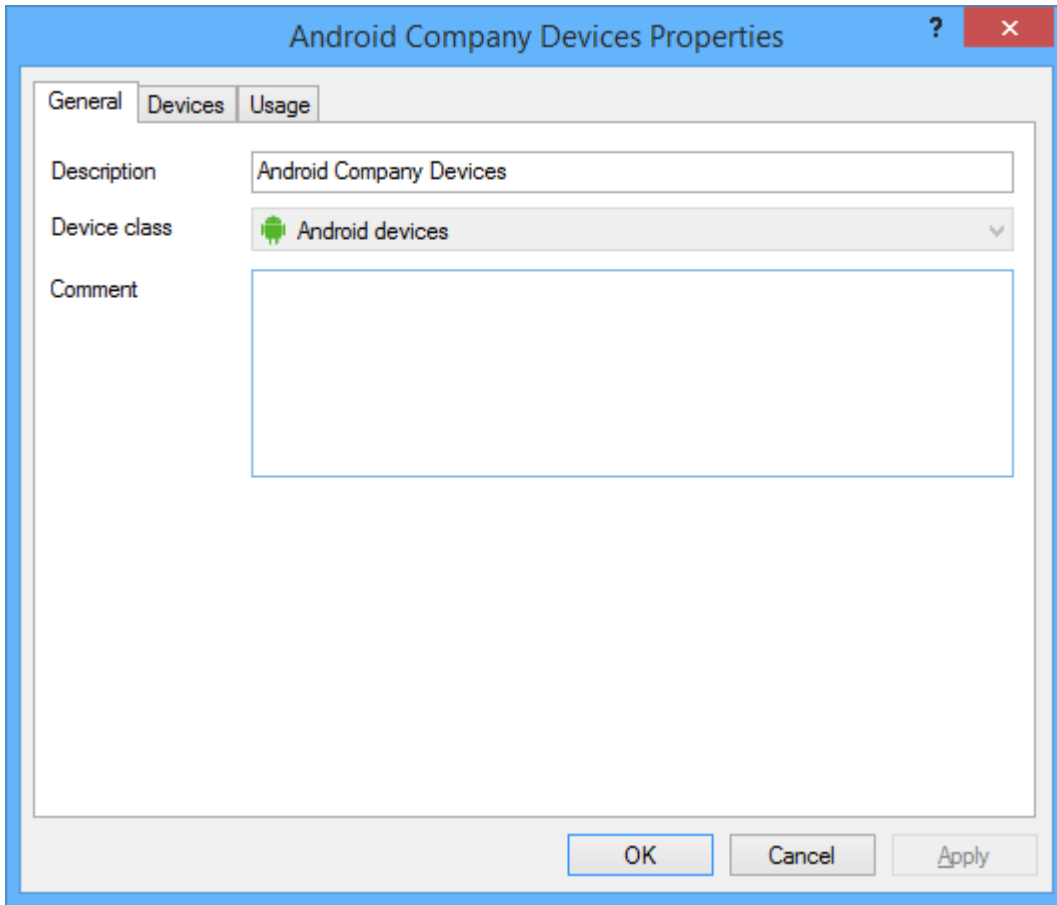 Android Company Devices Properties
?
General Devices Usage
Description Android Company Devices
Device class Android devices
Comment
OK Cancel Apply